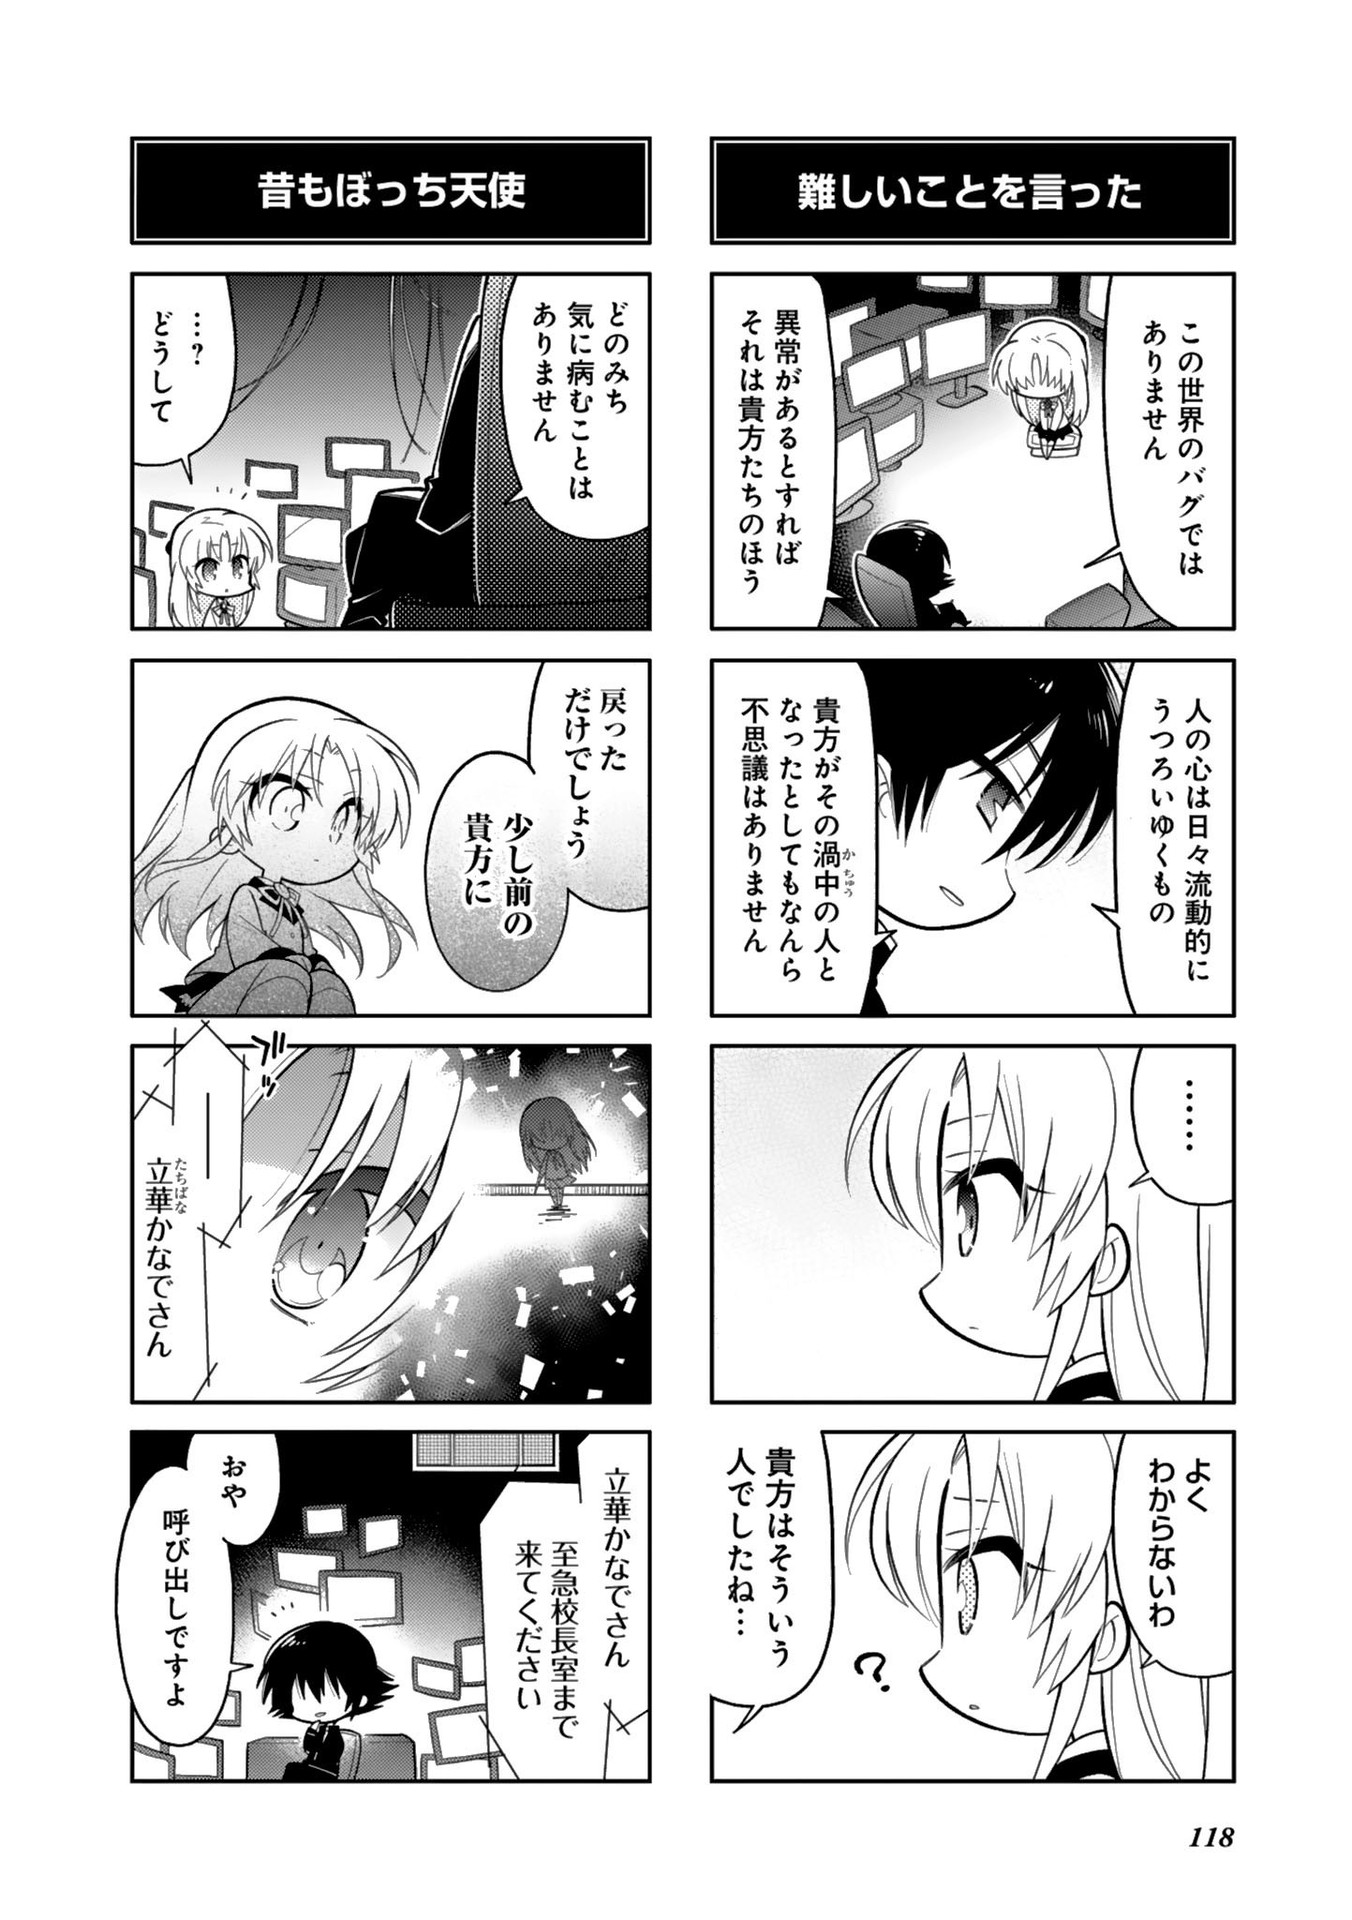 難しいことを言った
この世界のバグでは
ありません
異常があるとすれば
それは貴方たちのほう
人の心は日々流動的に
うつろいゆくもの
貴方がその渦中の人と
かちゅう
なったとしてもなんら
不思議はありません
……
よく
わからないわ
貴方はそういう
人でしたね…
?
昔もぼっち天使
どのみち
気に病むことは
ありません
…?
どうして
戻った
だけでしょう
少し前の
貴方に
――立華かなでさん
たちばな
立華かなでさん
至急校長室まで
来てください
おや
呼び出しですよ
118